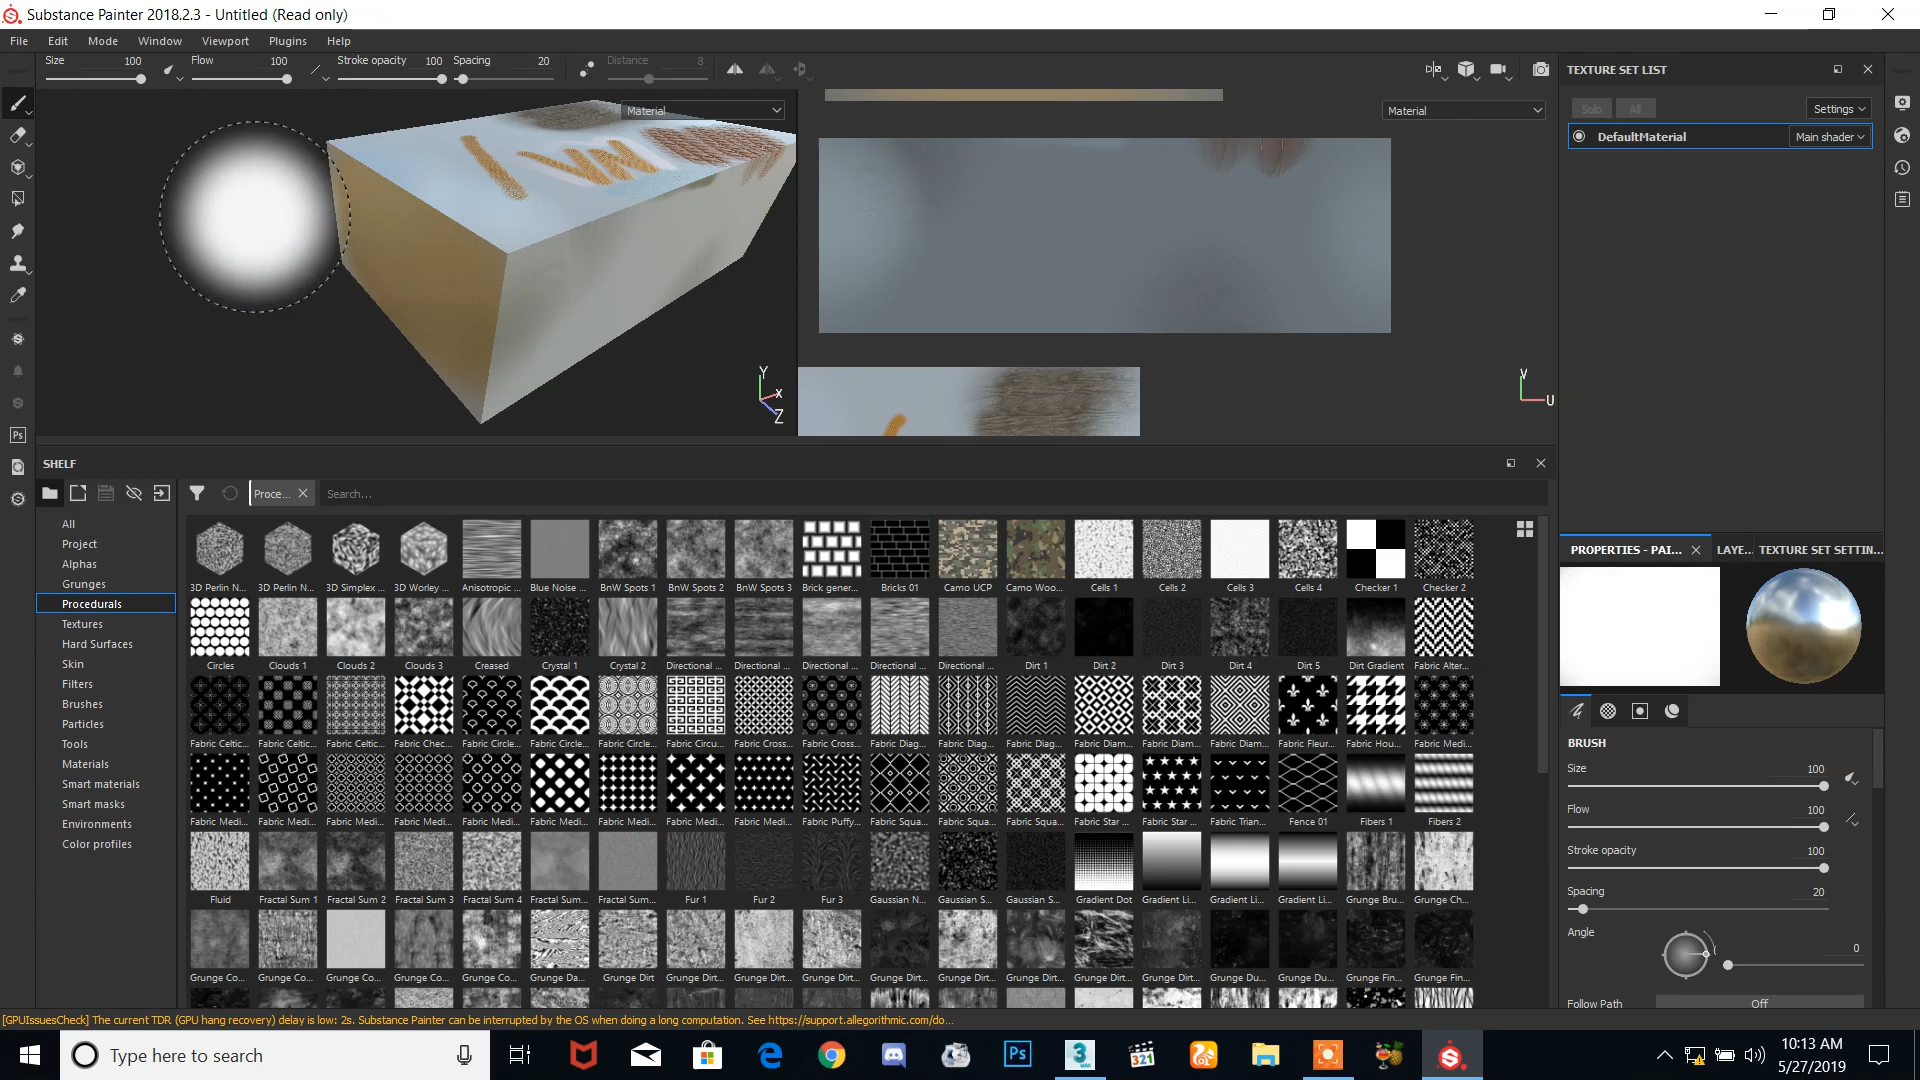 Substance Painter 2018.2.3 - Untitled (Read only)
File Edit Mode Window Viewport Plugins Help
Size 100 Flow 100 Stroke opacity 100 Spacing 20 Distance 8
TEXTURE SET LIST
Material Material
Solo All Settings
DefaultMaterial Main shader
Y X Z
V U
Ps
SHELF
Proce... Search...
All
Project
Alphas
Grunges
Procedurals
Textures
Hard Surfaces
Skin
Filters
Brushes
Particles
Tools
Materials
Smart materials
Smart masks
Environments
Color profiles
3D Perlin N... 3D Perlin N... 3D Simplex ... 3D Worley ... Anisotropic ... Blue Noise ... BnW Spots 1 BnW Spots 2 BnW Spots 3 Brick gener... Bricks 01 Camo UCP Camo Woo... Cells 1 Cells 2 Cells 3 Cells 4 Checker 1 Checker 2
Circles Clouds 1 Clouds 2 Clouds 3 Creased Crystal 1 Crystal 2 Directional ... Directional ... Directional ... Directional ... Directional ... Dirt 1 Dirt 2 Dirt 3 Dirt 4 Dirt 5 Dirt Gradient Fabric Alter...
Fabric Celtic... Fabric Celtic... Fabric Celtic... Fabric Chec... Fabric Circle... Fabric Circle... Fabric Circle... Fabric Circu... Fabric Cross... Fabric Cross... Fabric Diag... Fabric Diag... Fabric Diag... Fabric Diam... Fabric Diam... Fabric Diam... Fabric Fleur... Fabric Hou... Fabric Medi...
Fabric Medi... Fabric Medi... Fabric Medi... Fabric Medi... Fabric Medi... Fabric Medi... Fabric Medi... Fabric Medi... Fabric Medi... Fabric Puffy... Fabric Squa... Fabric Squa... Fabric Squa... Fabric Star ... Fabric Star ... Fabric Trian... Fence 01 Fibers 1 Fibers 2
Fluid Fractal Sum 1 Fractal Sum 2 Fractal Sum 3 Fractal Sum 4 Fractal Sum... Fractal Sum... Fur 1 Fur 2 Fur 3 Gaussian N... Gaussian S... Gaussian S... Gradient Dot Gradient Li... Gradient Li... Gradient Li... Grunge Bru... Grunge Ch...
Grunge Co... Grunge Co... Grunge Co... Grunge Co... Grunge Co... Grunge Da... Grunge Dirt Grunge Dirt... Grunge Dirt... Grunge Dirt... Grunge Dirt... Grunge Dirt... Grunge Dirt... Grunge Dirt... Grunge Dirt... Grunge Du... Grunge Du... Grunge Fin... Grunge Fin...
PROPERTIES - PAI... LAYE... TEXTURE SET SETTIN...
BRUSH
Size 100
Flow 100
Stroke opacity 100
Spacing 20
Angle 0
Follow Path Off
[GPUIssuesCheck] The current TDR (GPU hang recovery) delay is low: 2s. Substance Painter can be interrupted by the OS when doing a long computation. See https://support.allegorithmic.com/do...
Type here to search
Ps
3
MAX
321
10:13 AM
5/27/2019